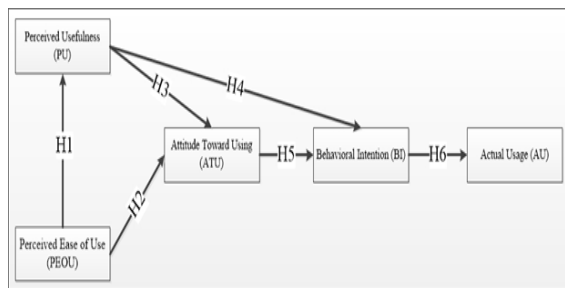 Perceived Usefulness
(PU)
H3
H4
H1
Attitude Toward Using
(ATU)
H5
Behavioral Intention (BI)
H6
Actual Usage (AU)
H2
Perceived Ease of Use
(PEOU)